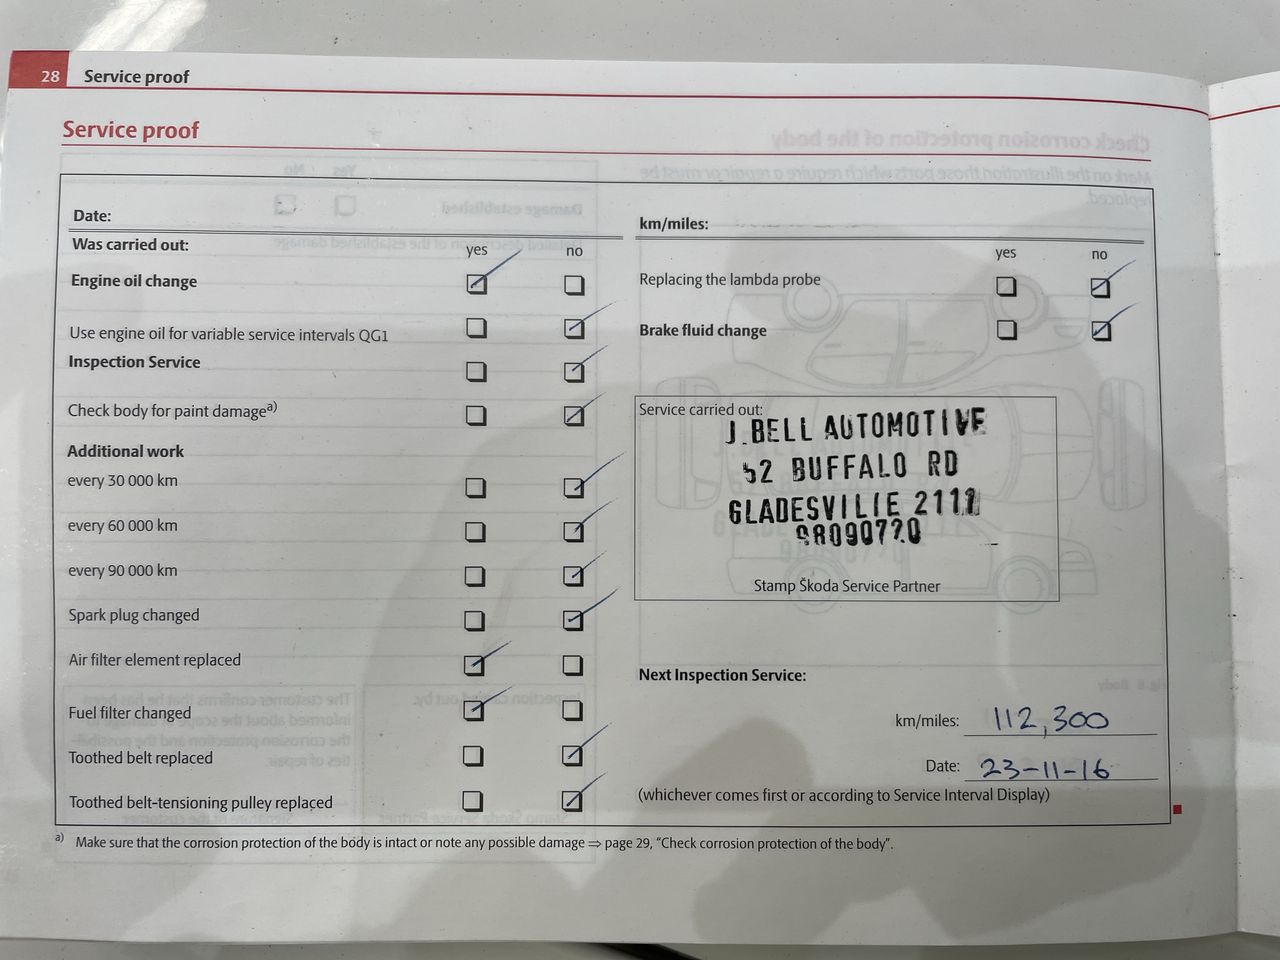 28 Service proof
Service proof
Date:
Was carried out:
yes no
Engine oil change
Use engine oil for variable service intervals QG1
Inspection Service
Check body for paint damage a)
Additional work
every 30 000 km
every 60 000 km
every 90 000 km
Spark plug changed
Air filter element replaced
Fuel filter changed
Toothed belt replaced
Toothed belt-tensioning pulley replaced
km/miles:
yes no
Replacing the lambda probe
Brake fluid change
Service carried out:
J.BELL AUTOMOTIVE
52 BUFFALO RD
GLADESVILLE 2111
98090770
Stamp Škoda Service Partner
Next Inspection Service:
km/miles: 112,300
Date: 23-11-16
(whichever comes first or according to Service Interval Display)
a) Make sure that the corrosion protection of the body is intact or note any possible damage ⇒ page 29, “Check corrosion protection of the body”.